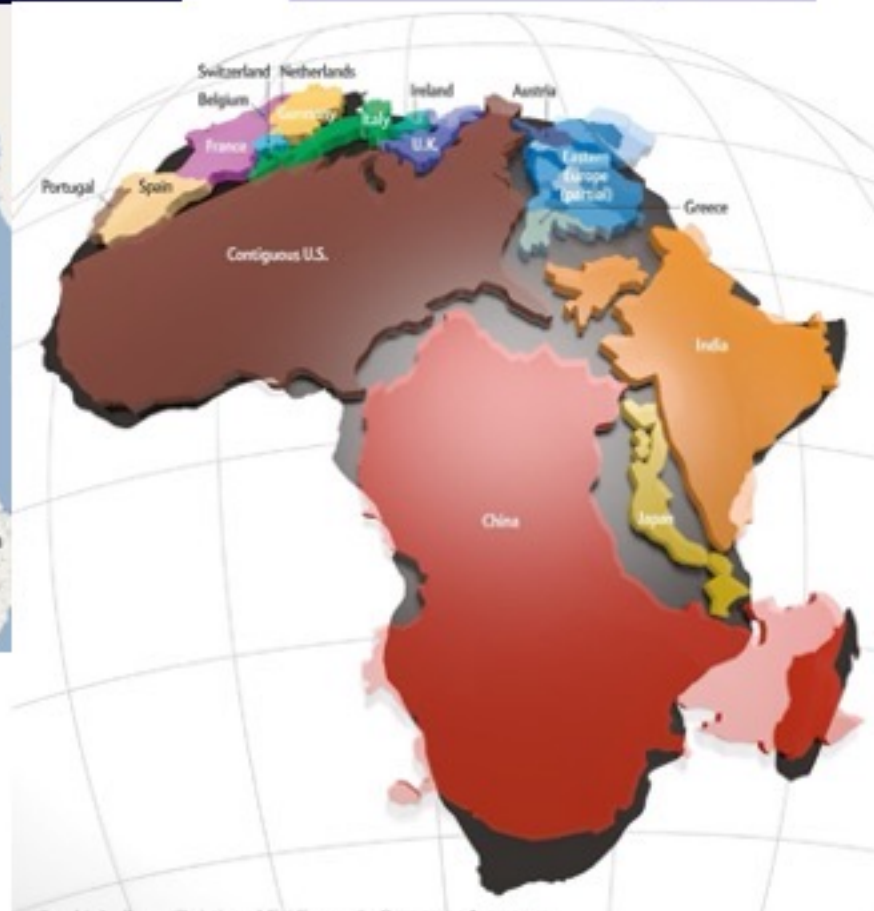 Switzerland Netherlands
Belgium
Ireland
Austria
Germany
Italy
France
U.K.
Eastern
Europe
(partial)
Portugal
Spain
Greece
Contiguous U.S.
India
China
Japan